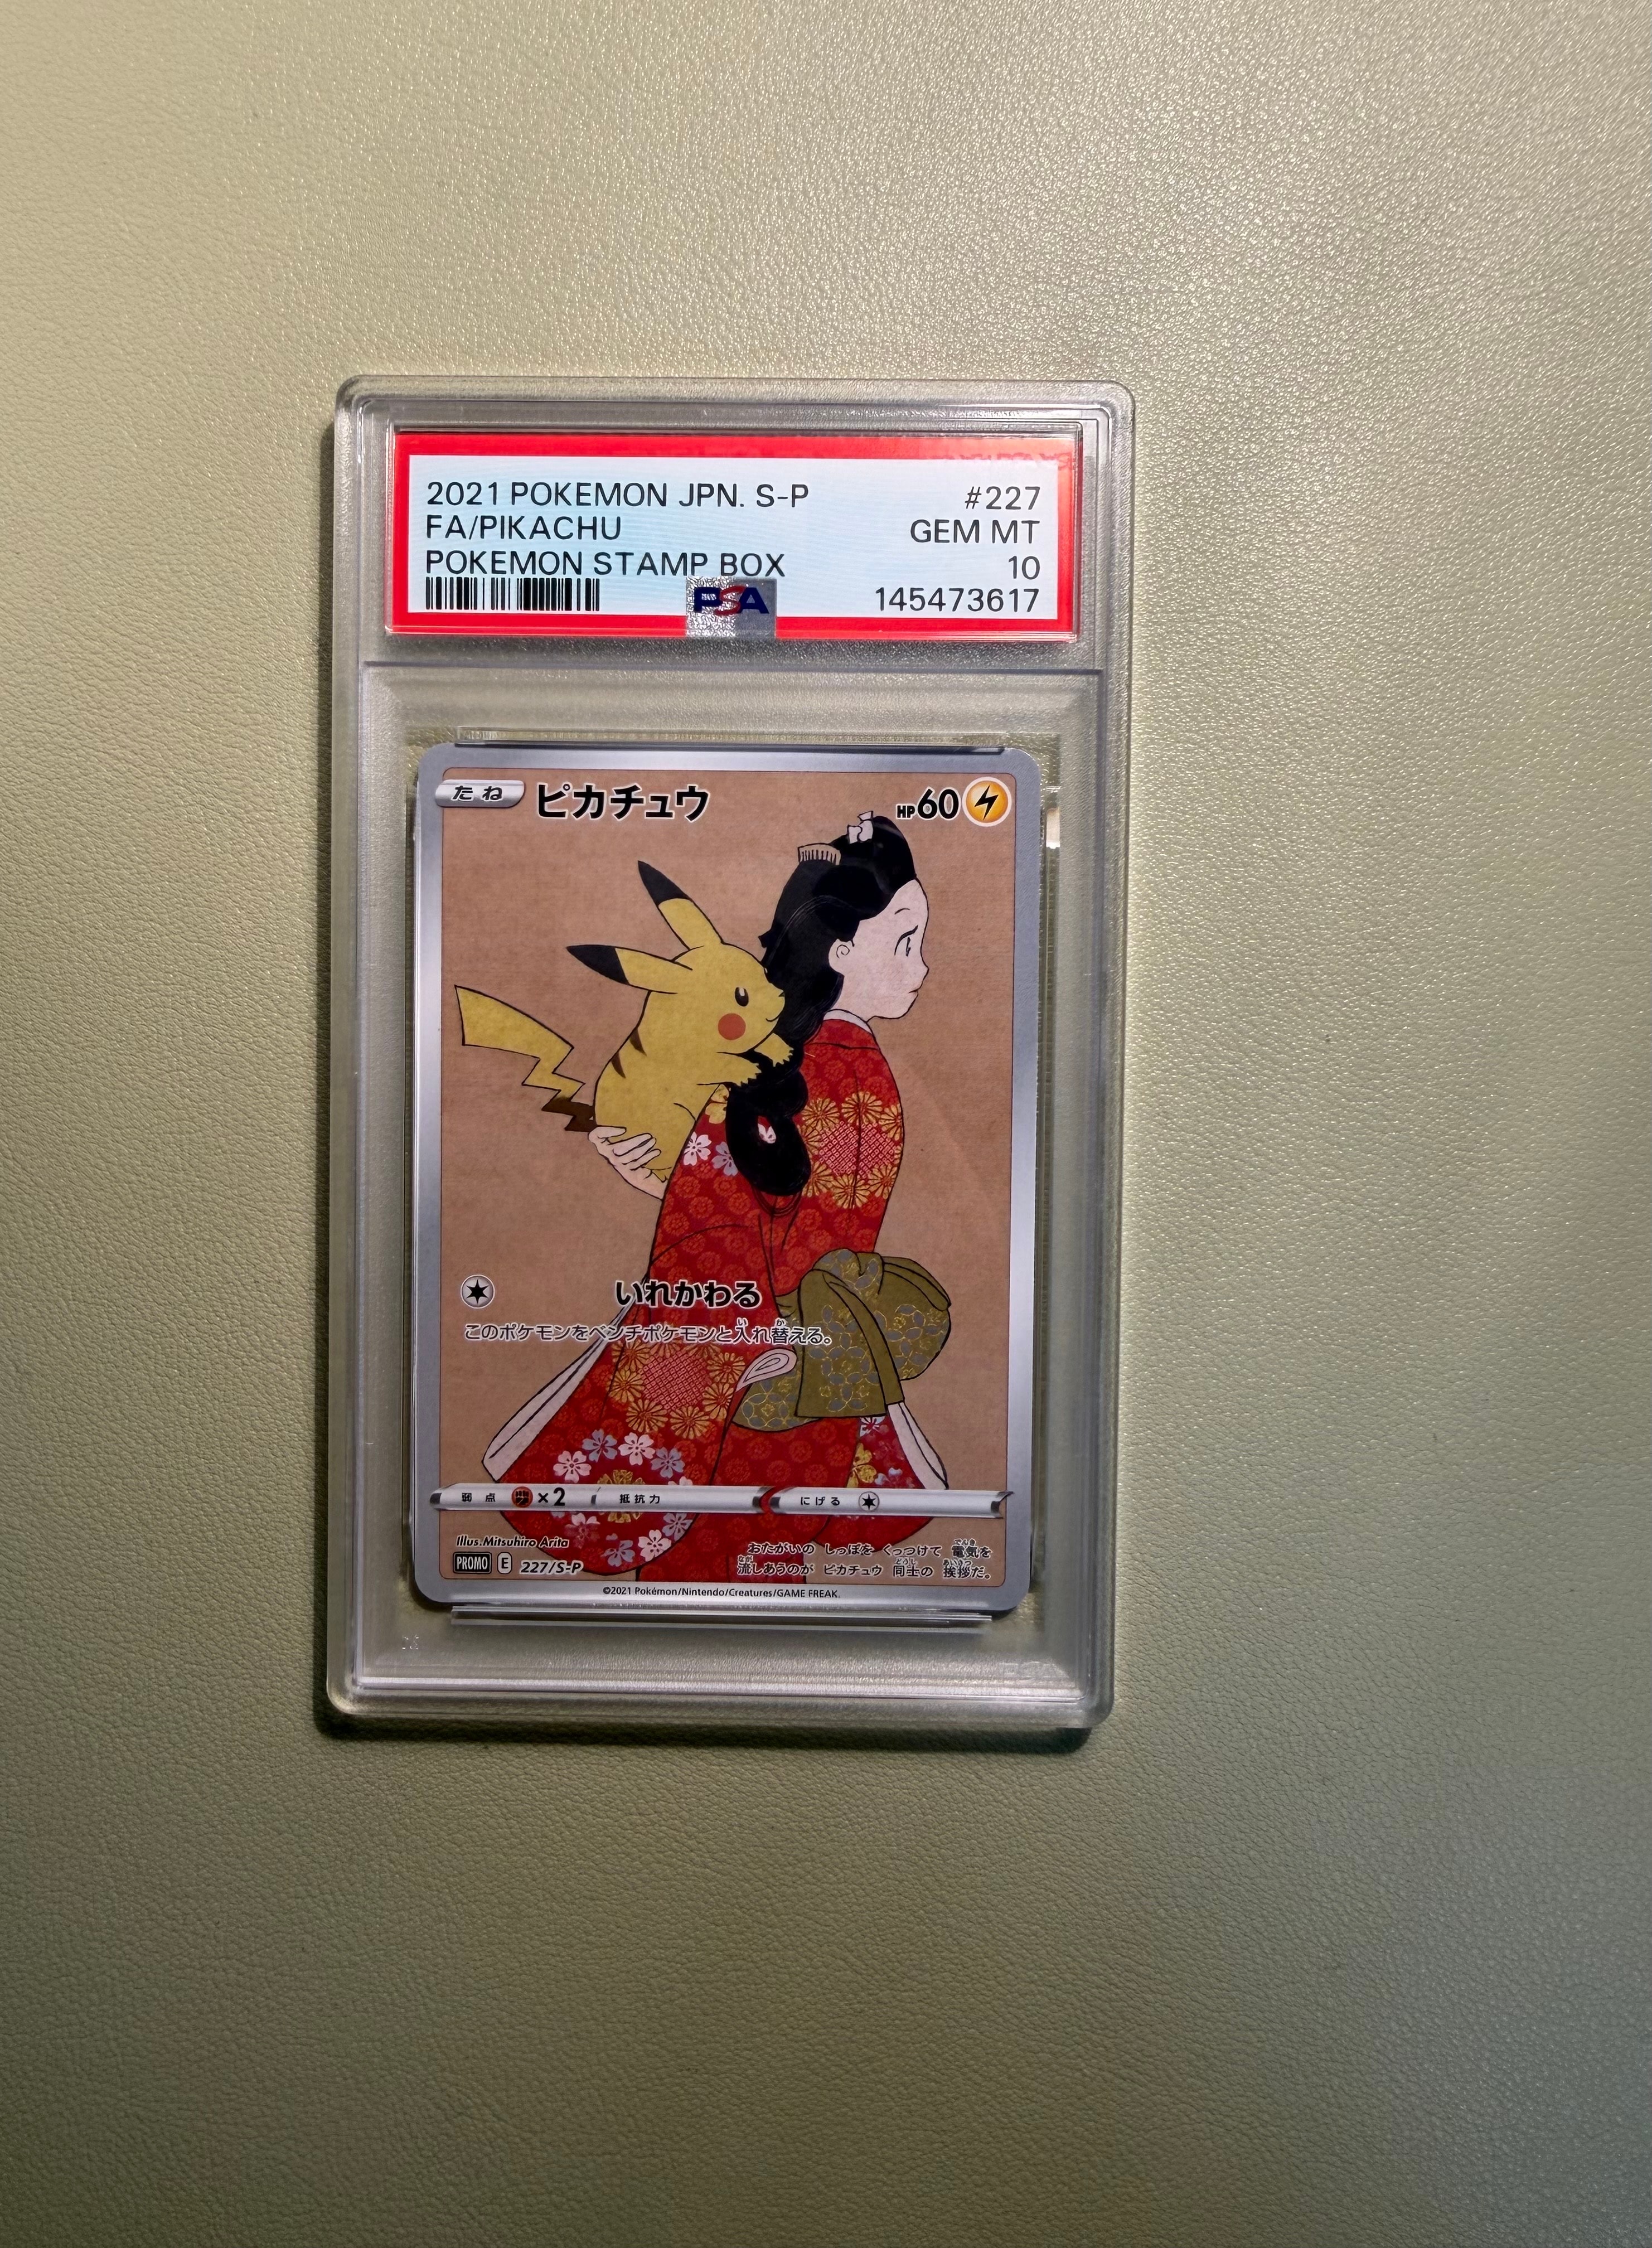 2021 POKEMON JPN. S-P #227
FA/PIKACHU GEM MT
POKEMON STAMP BOX 10
PSA 145473617
たね ピカチュウ HP60
いれかわる
このポケモンをベンチポケモンと入れ替える。
弱点 ×2 抵抗力 にげる
Illus.Mitsuhiro Arita
PROMO E 227/S-P
おたがいの しっぽを くっつけて 電気を
流しあうのが ピカチュウ 同士の 挨拶だ。
©2021 Pokémon/Nintendo/Creatures/GAME FREAK.